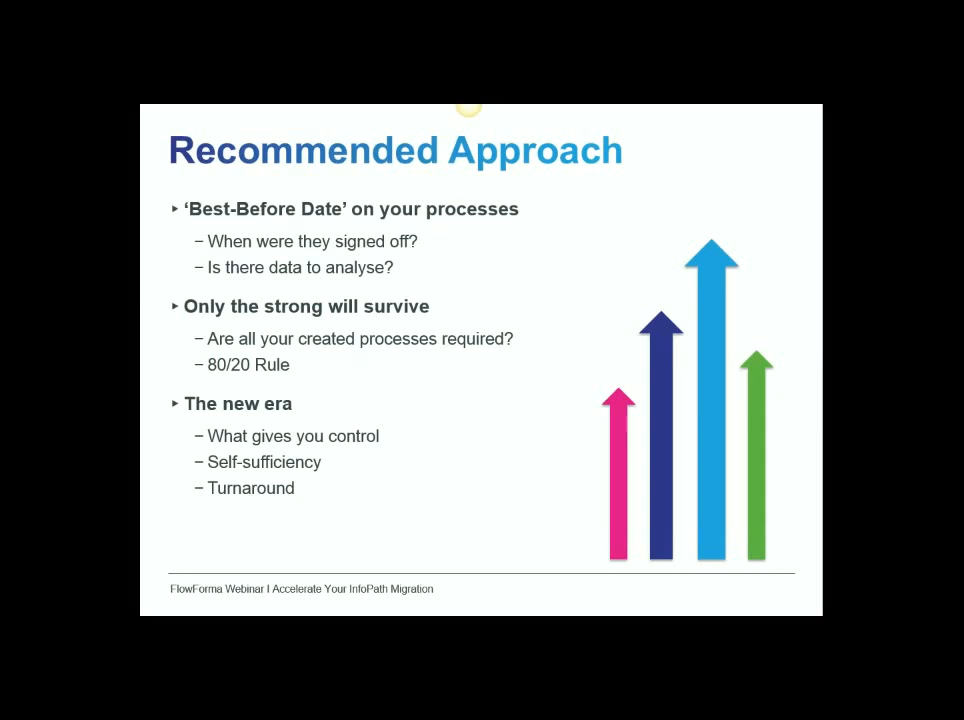 Recommended Approach
‣ ‘Best-Before Date’ on your processes
– When were they signed off?
– Is there data to analyse?
‣ Only the strong will survive
– Are all your created processes required?
– 80/20 Rule
‣ The new era
– What gives you control
– Self-sufficiency
– Turnaround
FlowForma Webinar I Accelerate Your InfoPath Migration